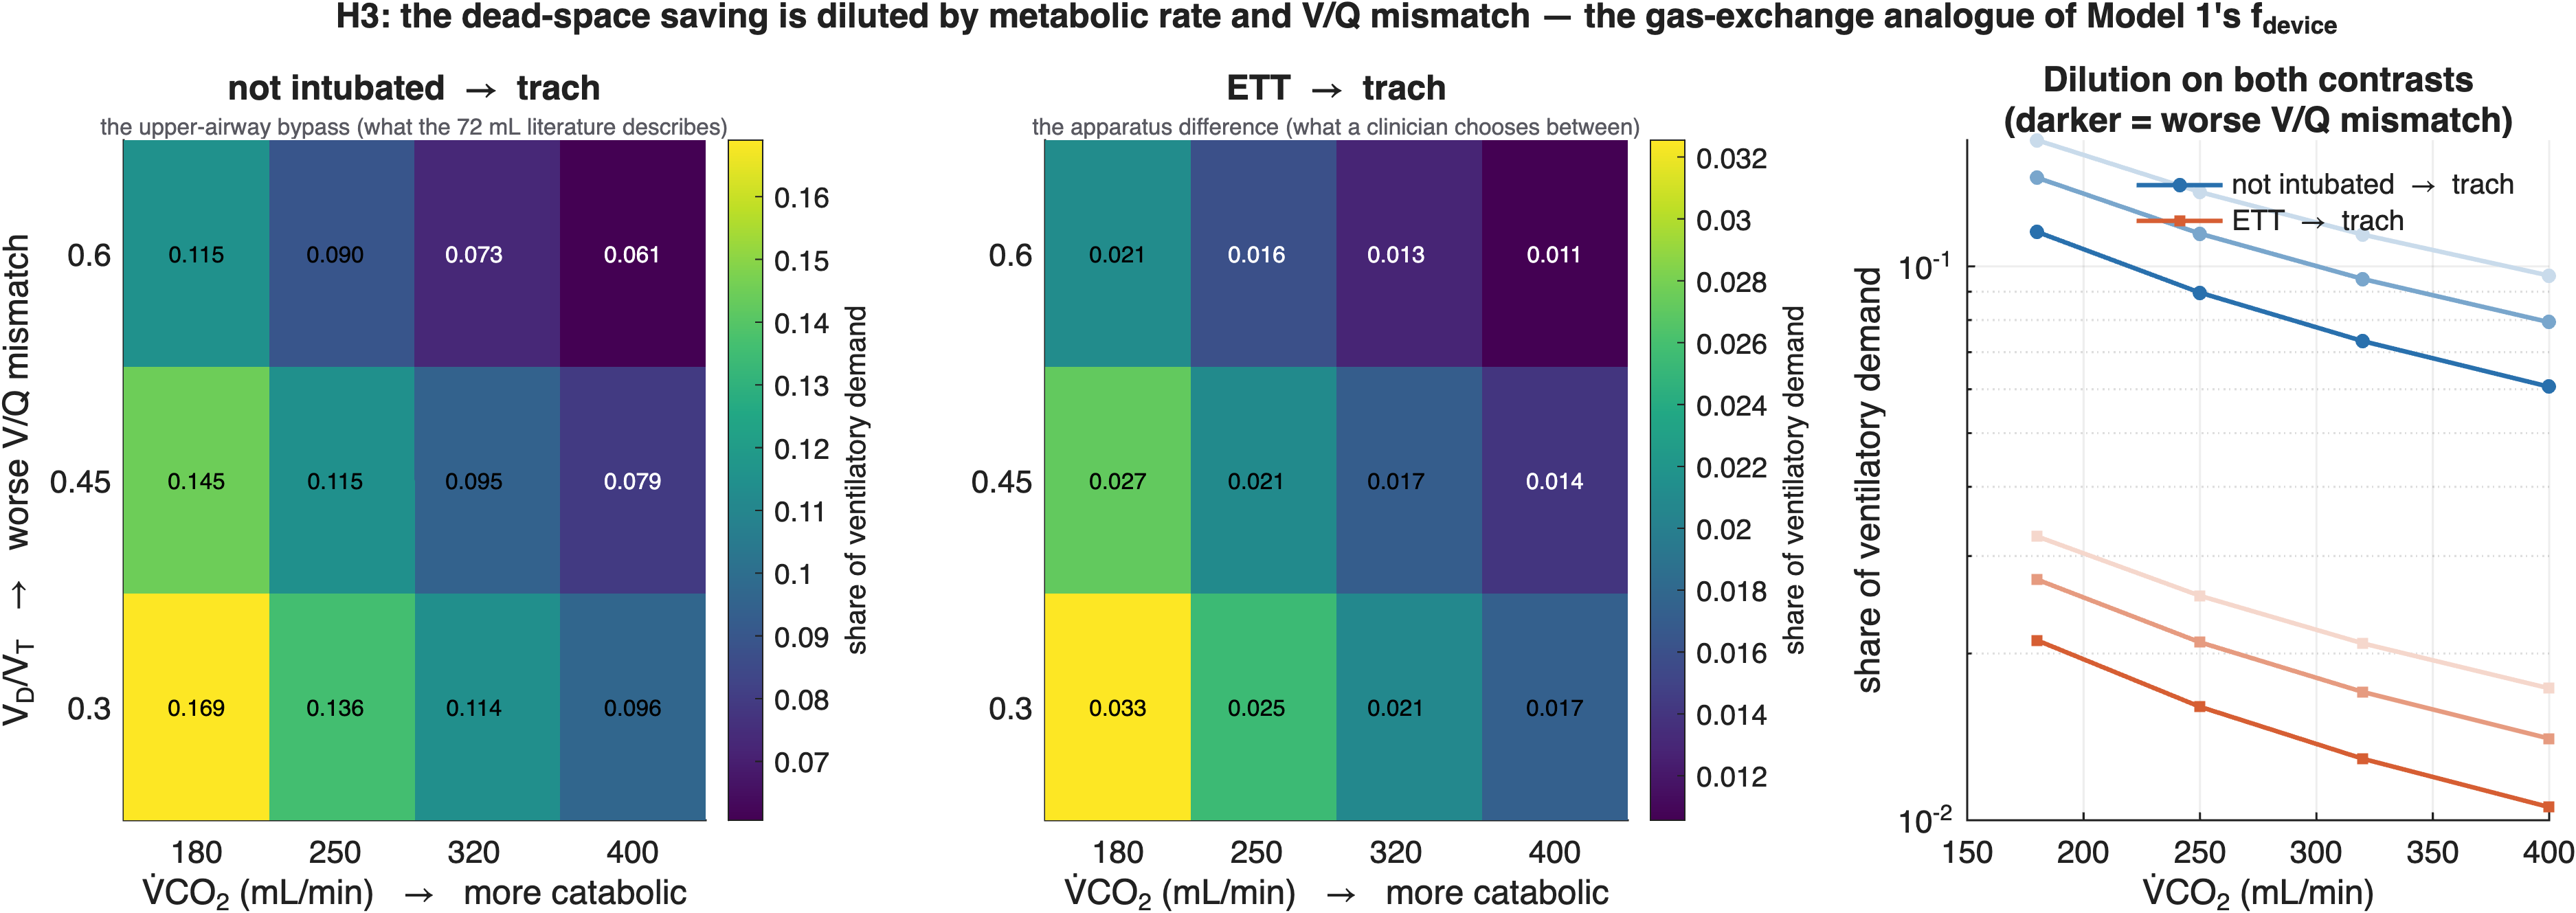 H3: the dead-space saving is diluted by metabolic rate and V/Q mismatch — the gas-exchange analogue of Model 1's f_device
not intubated → trach
the upper-airway bypass (what the 72 mL literature describes)
V_D/V_T → worse V/Q mismatch
0.6
0.45
0.3
0.115 0.090 0.073 0.061
0.145 0.115 0.095 0.079
0.169 0.136 0.114 0.096
180 250 320 400
V̇CO₂ (mL/min) → more catabolic
0.16
0.15
0.14
0.13
0.12
0.11
0.1
0.09
0.08
0.07
share of ventilatory demand
ETT → trach
the apparatus difference (what a clinician chooses between)
0.6
0.45
0.3
0.021 0.016 0.013 0.011
0.027 0.021 0.017 0.014
0.033 0.025 0.021 0.017
180 250 320 400
V̇CO₂ (mL/min) → more catabolic
0.032
0.03
0.028
0.026
0.024
0.022
0.02
0.018
0.016
0.014
0.012
share of ventilatory demand
Dilution on both contrasts
(darker = worse V/Q mismatch)
not intubated → trach
ETT → trach
share of ventilatory demand
10⁻¹
10⁻²
150 200 250 300 350 400
V̇CO₂ (mL/min)